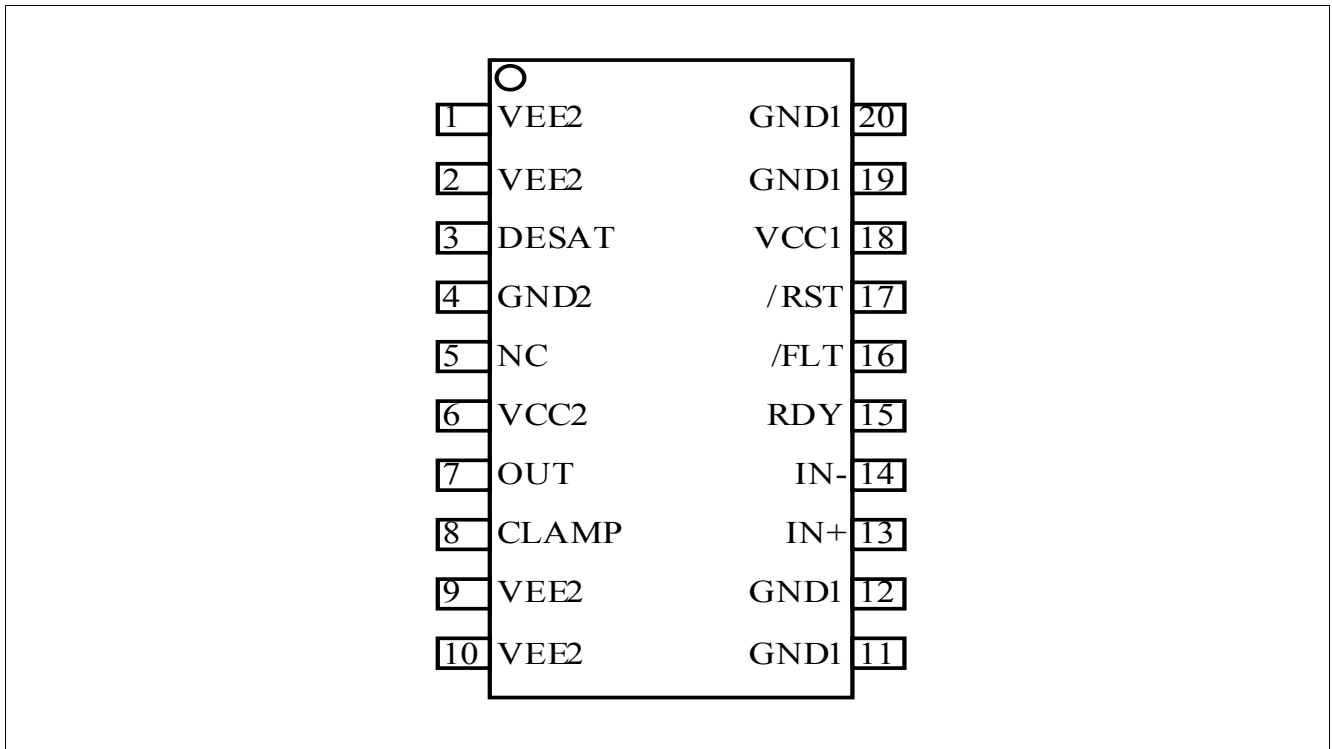 1 VEE2 GND1 20
2 VEE2 GND1 19
3 DESAT VCC1 18
4 GND2 /RST 17
5 NC /FLT 16
6 VCC2 RDY 15
7 OUT IN- 14
8 CLAMP IN+ 13
9 VEE2 GND1 12
10 VEE2 GND1 11